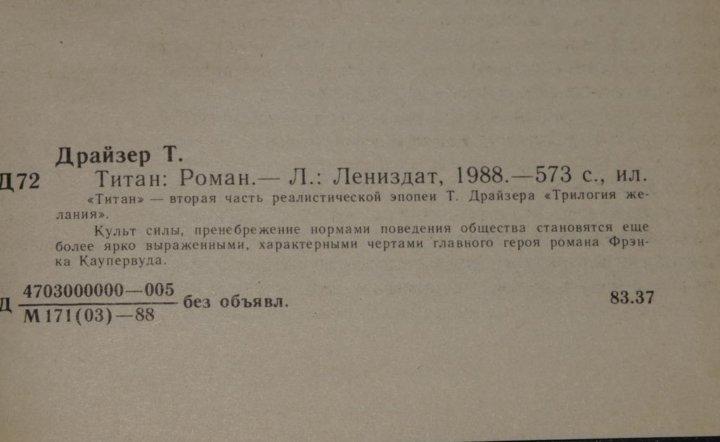 Драйзер Т.
Д72 Титан: Роман.— Л.: Лениздат, 1988.—573 с., ил.
«Титан» — вторая часть реалистической эпопеи Т. Драйзера «Трилогия же-
лания».
Культ силы, пренебрежение нормами поведения общества становятся еще
более ярко выраженными, характерными чертами главного героя романа Фрэн-
ка Каупервуда.
Д 4703000000—005
М171(03)—88 без объявл. 83.37